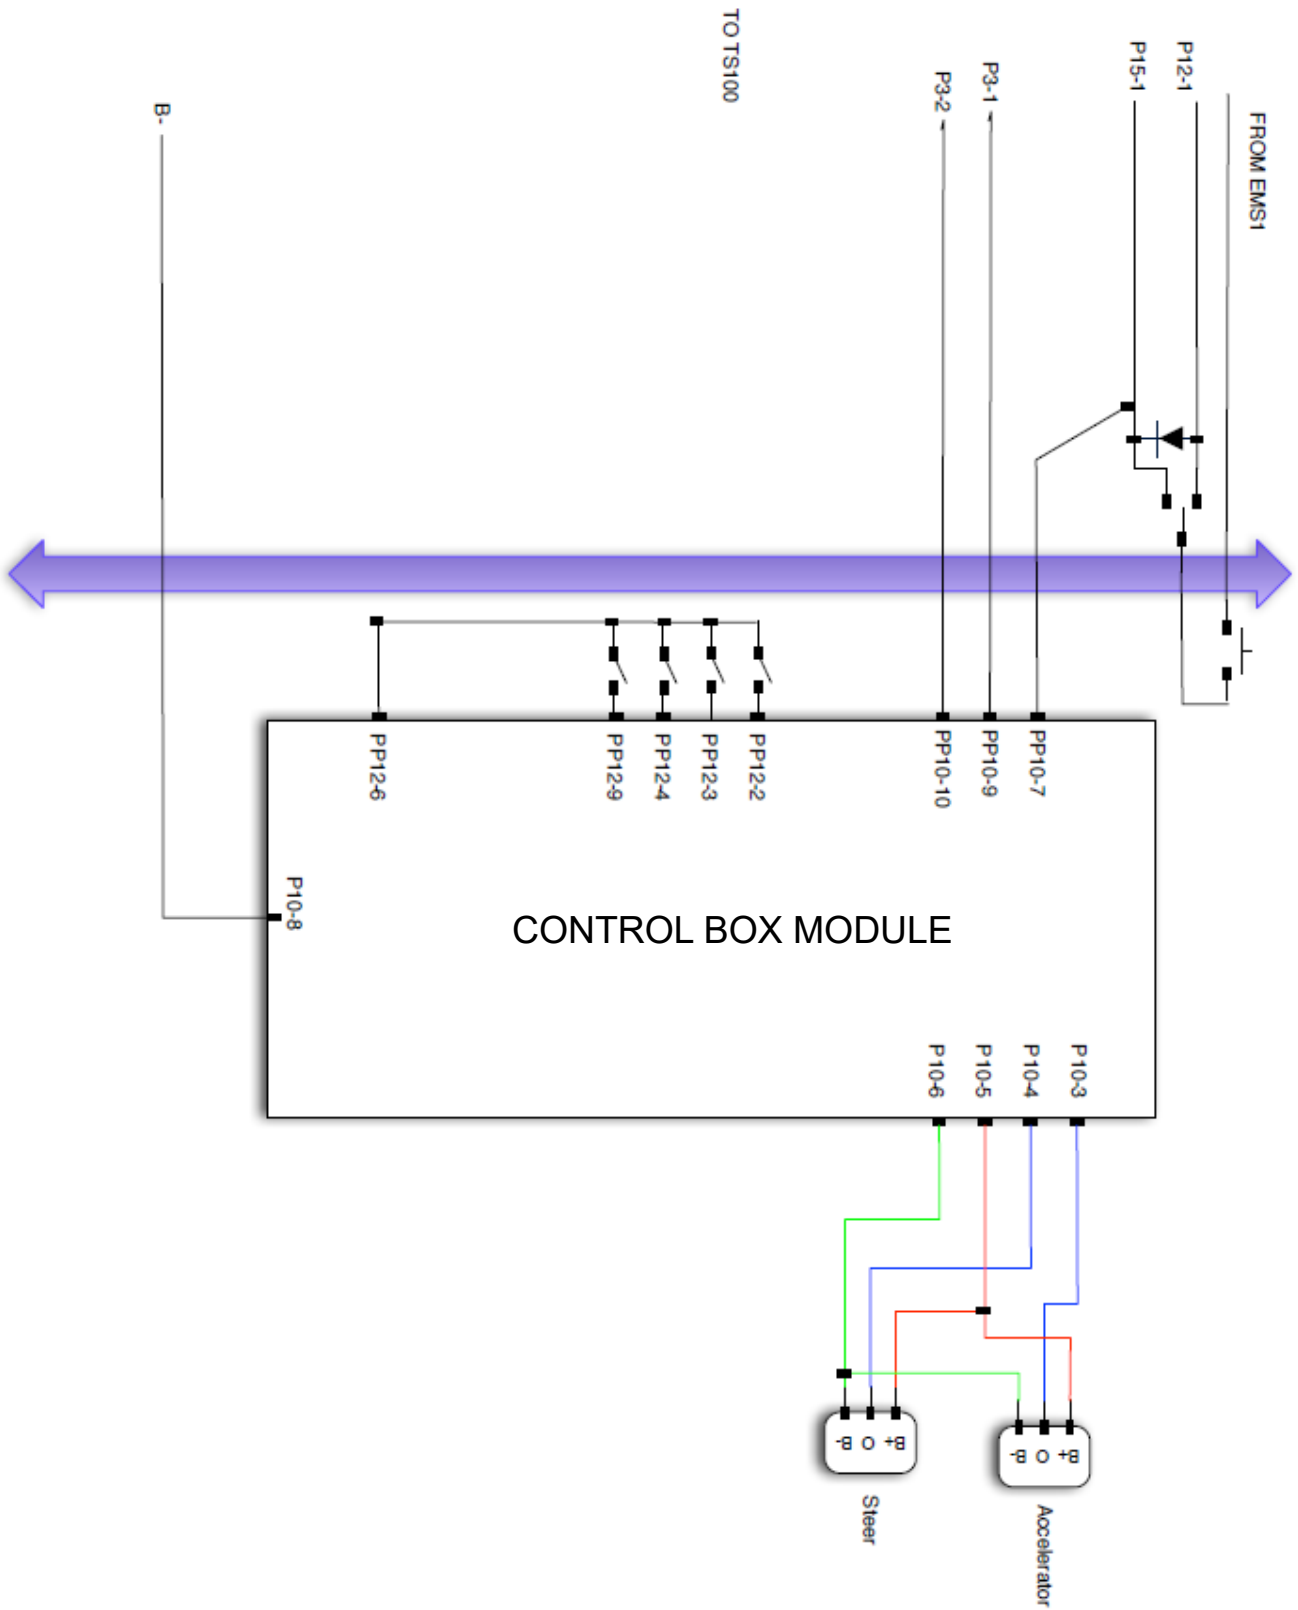 FROM EMS1
P12-1
P15-1
P3-1
P3-2
TO TS100
B-
PP10-7
PP10-9
PP10-10
PP12-2
PP12-3
PP12-4
PP12-9
PP12-6
P10-8
CONTROL BOX MODULE
P10-3
P10-4
P10-5
P10-6
B+
O
B-
Accelerator
B+
O
B-
Steer